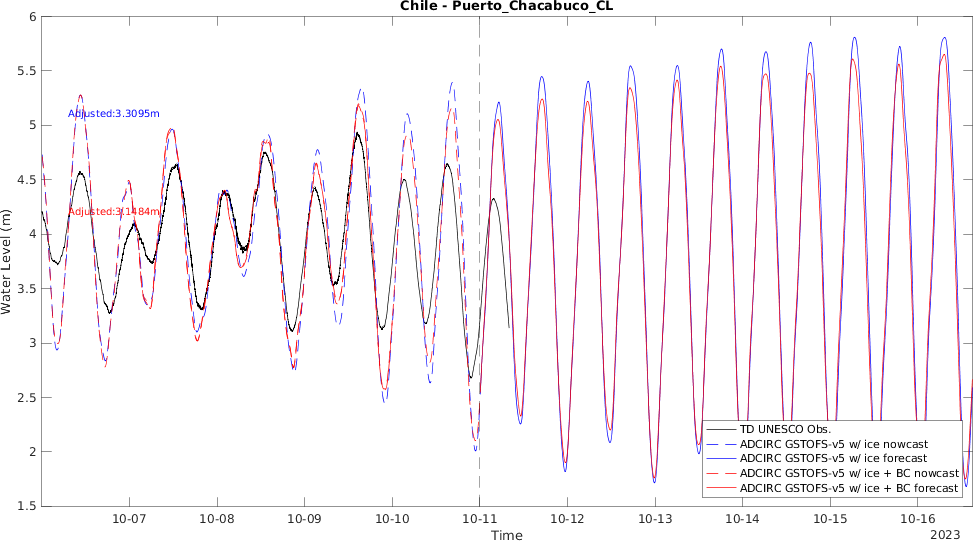 Chile - Puerto_Chacabuco_CL
6
5.5
5
4.5
4
3.5
3
2.5
2
1.5
Water Level (m)
Adjusted:3.3095m
Adjusted:3.1484m
TD UNESCO Obs.
ADCIRC GSTOFS-v5 w/ ice nowcast
ADCIRC GSTOFS-v5 w/ ice forecast
ADCIRC GSTOFS-v5 w/ ice + BC nowcast
ADCIRC GSTOFS-v5 w/ ice + BC forecast
10-07 10-08 10-09 10-10 10-11 10-12 10-13 10-14 10-15 10-16
Time
2023